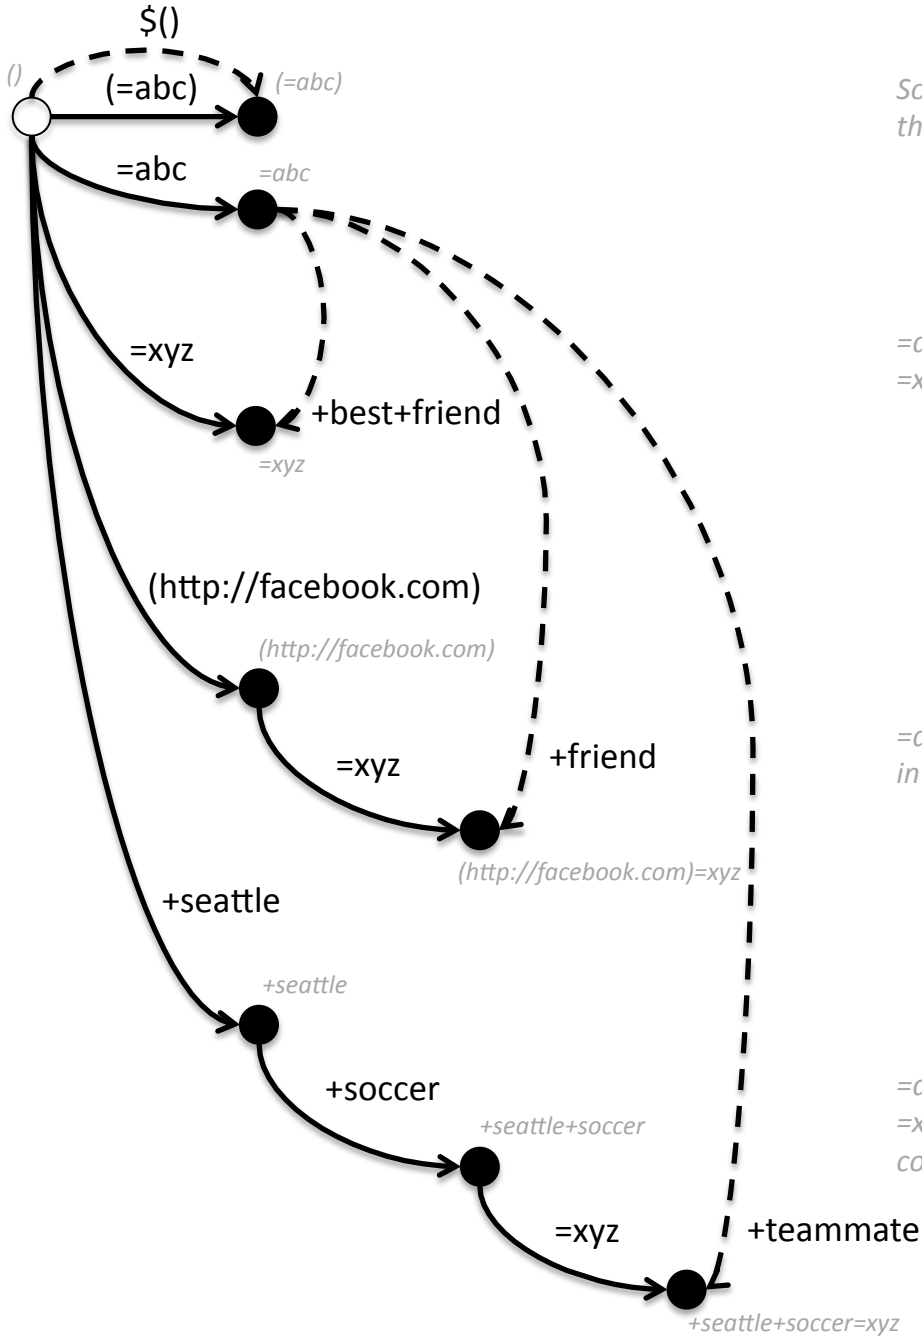 $()
()
(=abc)
(=abc)
=abc
=abc
=xyz
+best+friend
=xyz
(http://facebook.com)
(http://facebook.com)
=xyz
+friend
(http://facebook.com)=xyz
+seattle
+seattle
+soccer
+seattle+soccer
=xyz
+teammate
+seattle+soccer=xyz
in